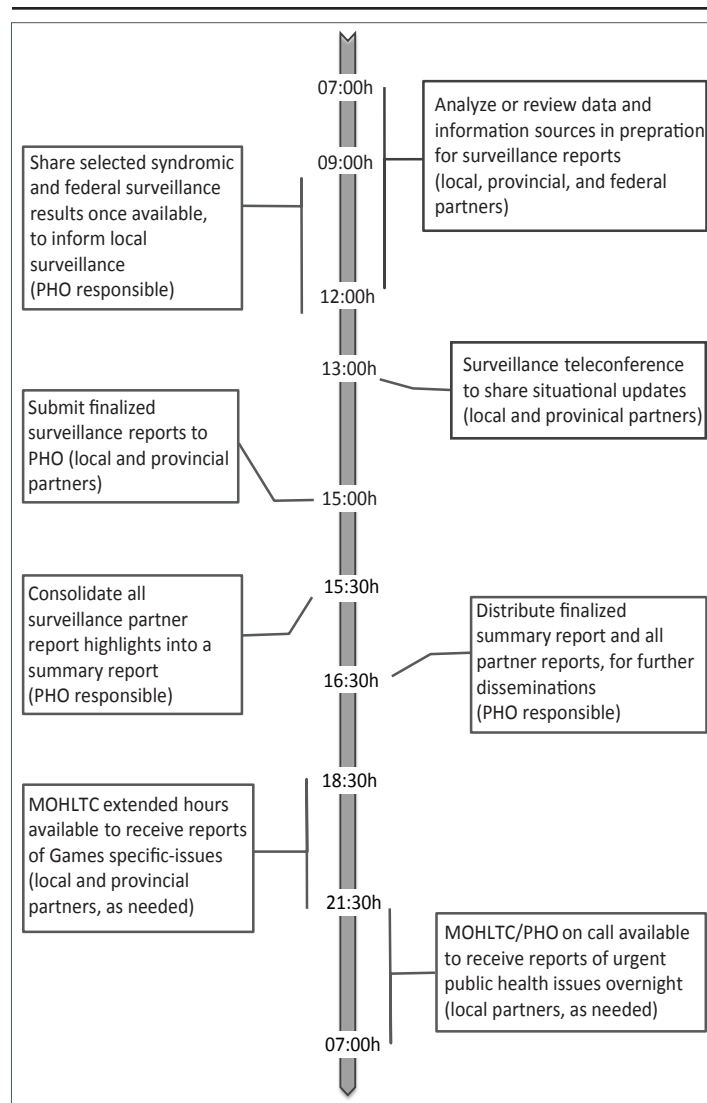 07:00h
Analyze or review data and
information sources in prepration
for surveillance reports
(local, provincial, and federal
partners)
09:00h
Share selected syndromic
and federal surveillance
results once available,
to inform local
surveillance
(PHO responsible)
12:00h
13:00h
Surveillance teleconference
to share situational updates
(local and provinical partners)
Submit finalized
surveillance reports to
PHO (local and provincial
partners)
15:00h
15:30h
Consolidate all
surveillance partner
report highlights into a
summary report
(PHO responsible)
Distribute finalized
summary report and all
partner reports, for further
disseminations
(PHO responsible)
16:30h
18:30h
MOHLTC extended hours
available to receive reports
of Games specific-issues
(local and provincial
partners, as needed)
21:30h
MOHLTC/PHO on call available
to receive reports of urgent
public health issues overnight
(local partners, as needed)
07:00h